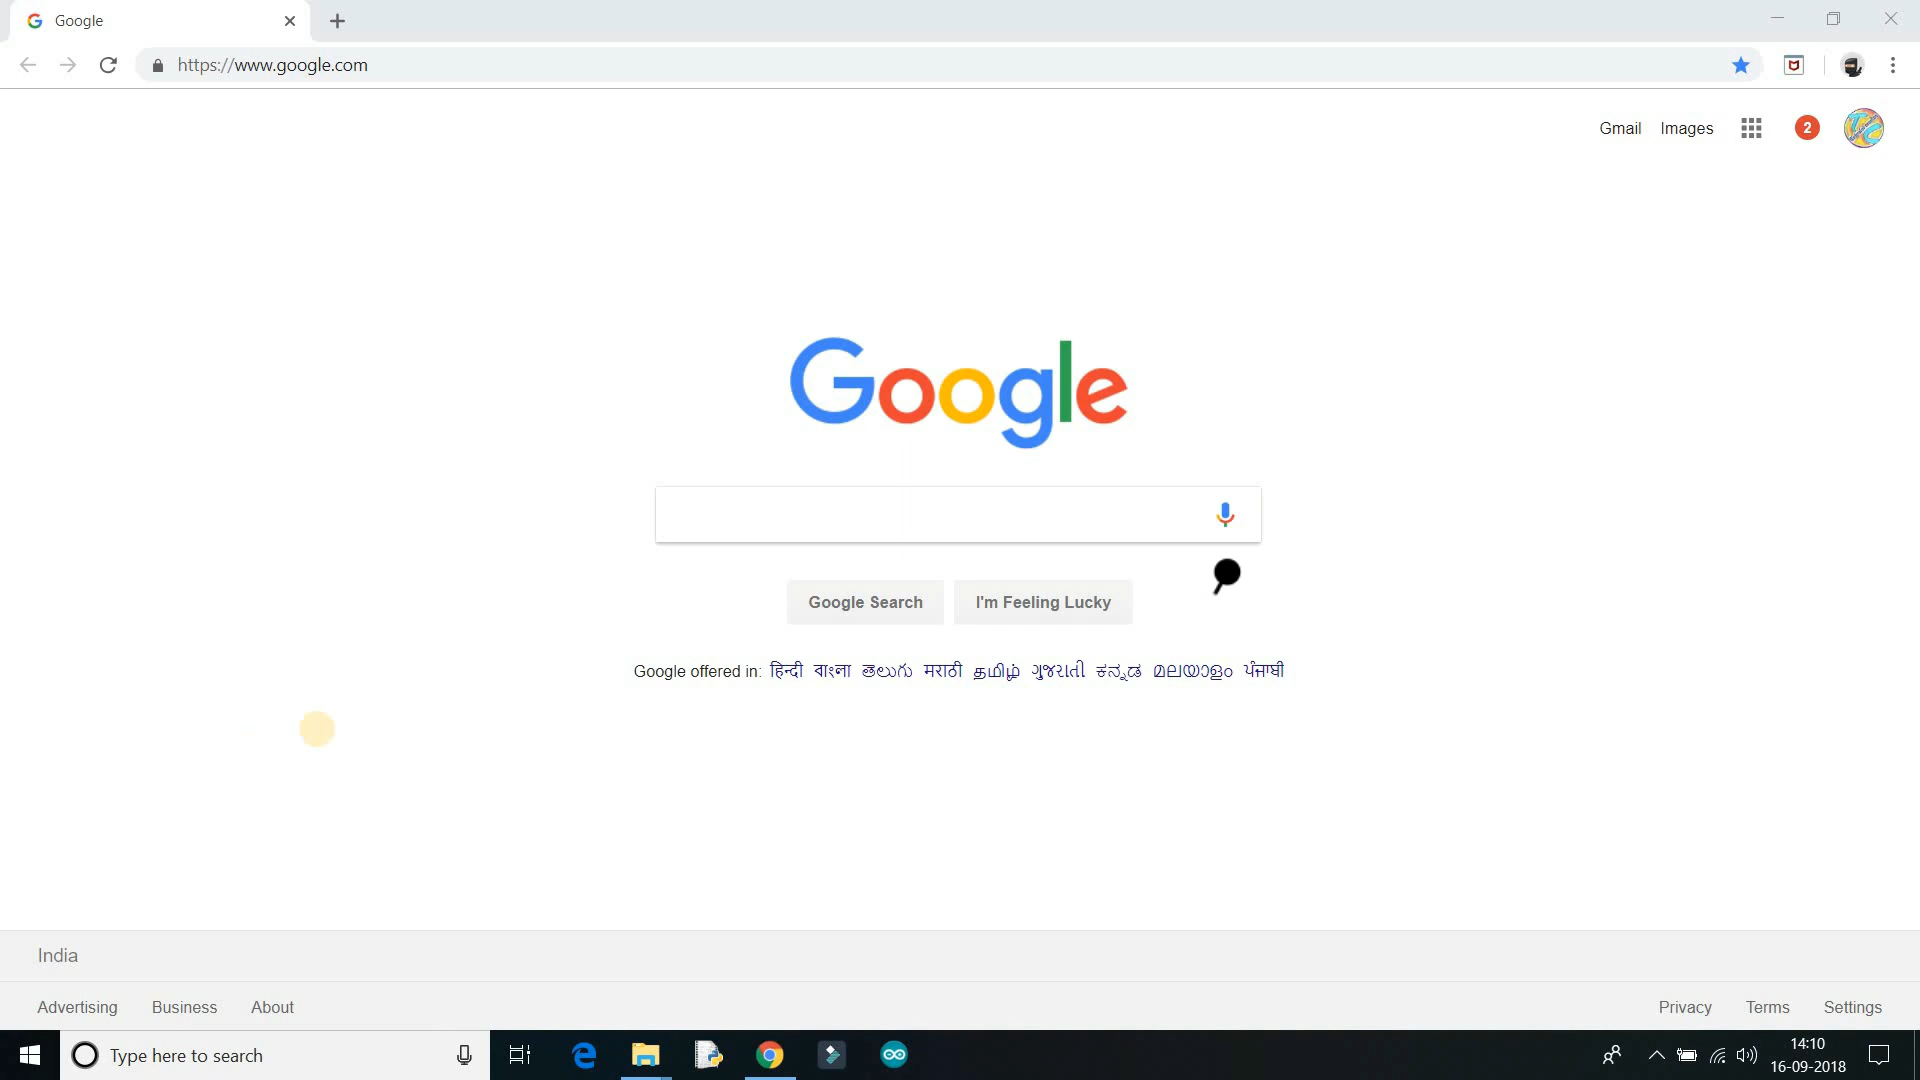 Google
https://www.google.com
Gmail Images 2
Google
Google Search I'm Feeling Lucky
Google offered in: हिन्दी বাংলা తెలుగు मराठी தமிழ் ગુજરાતી ಕನ್ನಡ മലയാളം ਪੰਜਾਬੀ
India
Advertising Business About Privacy Terms Settings
Type here to search
14:10
16-09-2018